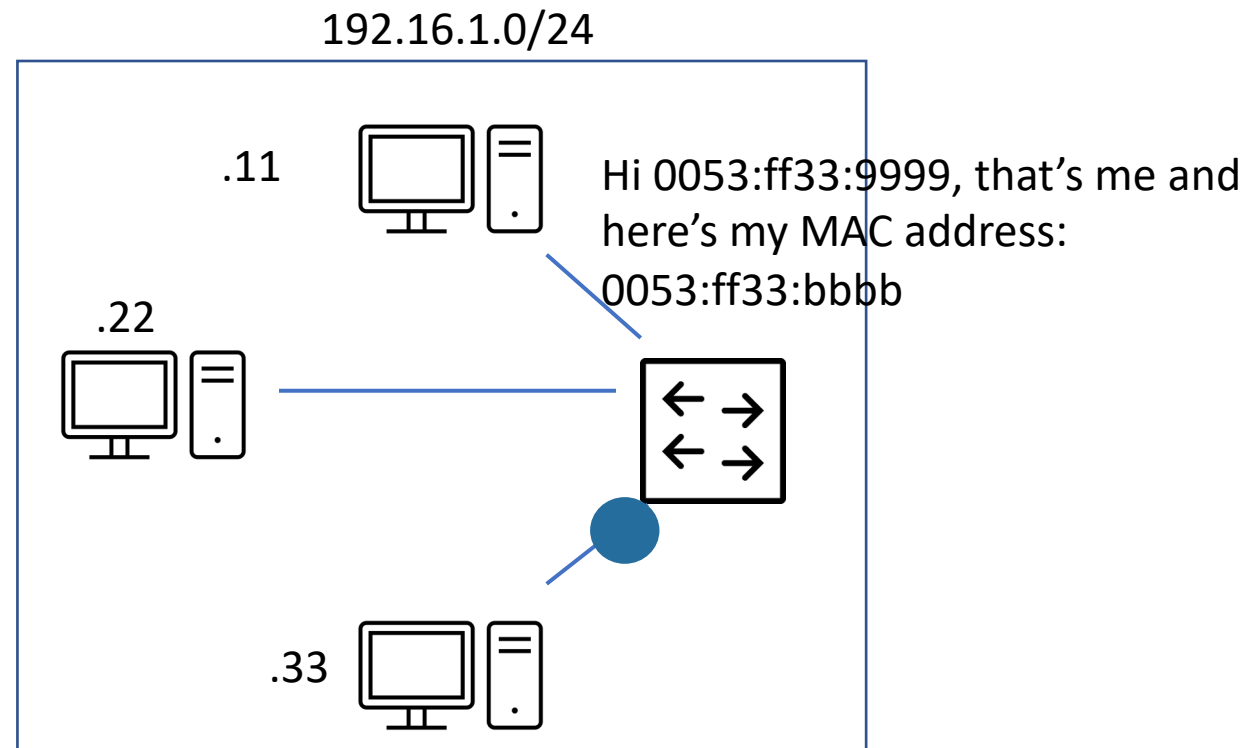 192.16.1.0/24
.11
Hi 0053:ff33:9999, that’s me and
here’s my MAC address:
0053:ff33:bbbb
.22
.33